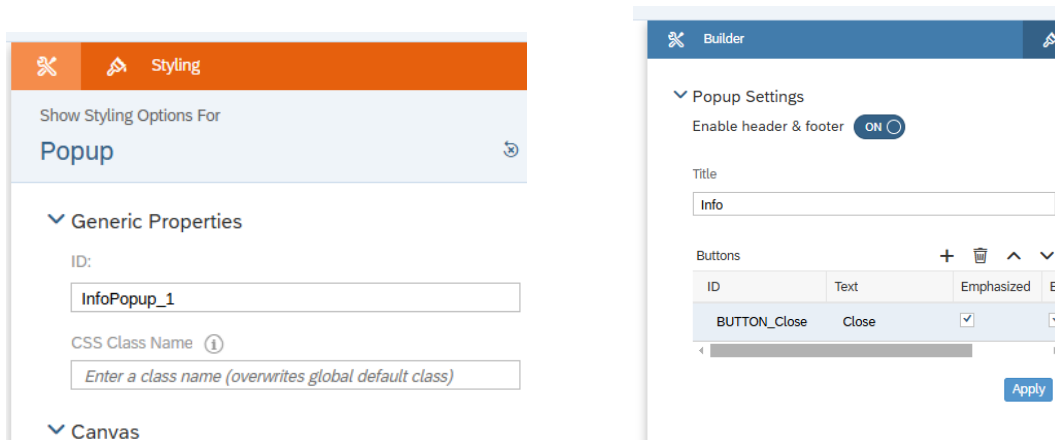 Styling
Show Styling Options For
Popup
Generic Properties
ID:
InfoPopup_1
CSS Class Name
Enter a class name (overwrites global default class)
Canvas
Builder
Popup Settings
Enable header & footer ON
Title
Info
Buttons
ID Text Emphasized E
BUTTON_Close Close
Apply